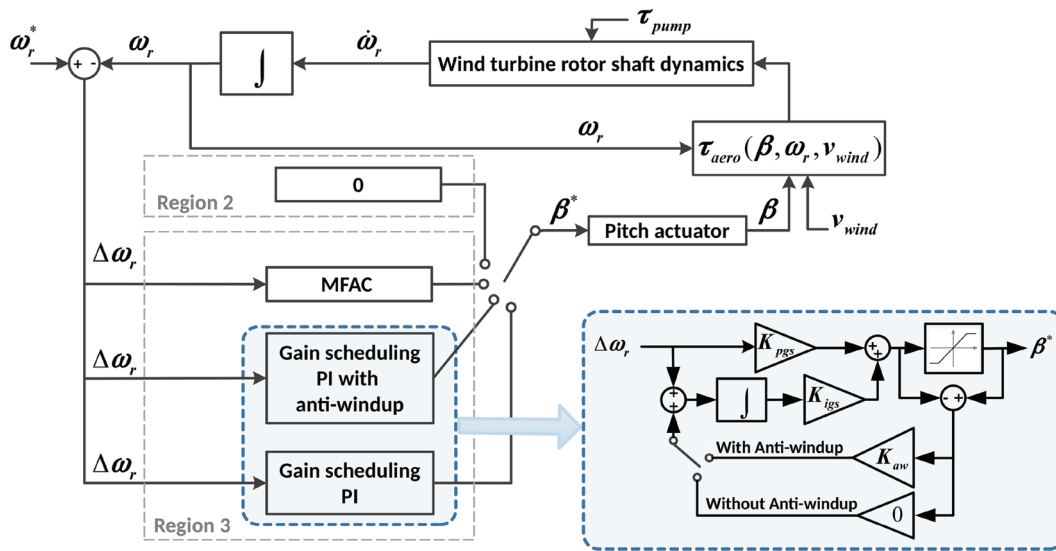 τ_pump
ω_r^*
ω_r
ω̇_r
+ -
∫
Wind turbine rotor shaft dynamics
ω_r
τ_aero(β, ω_r, v_wind)
0
Region 2
β^*
Pitch actuator
β
v_wind
Δω_r
MFAC
Δω_r
Gain scheduling
PI with
anti-windup
Δω_r
Gain scheduling
PI
Region 3
Δω_r
K_pgs
+ +
β^*
+
+
∫
K_igs
- +
With Anti-windup
K_aw
Without Anti-windup
0